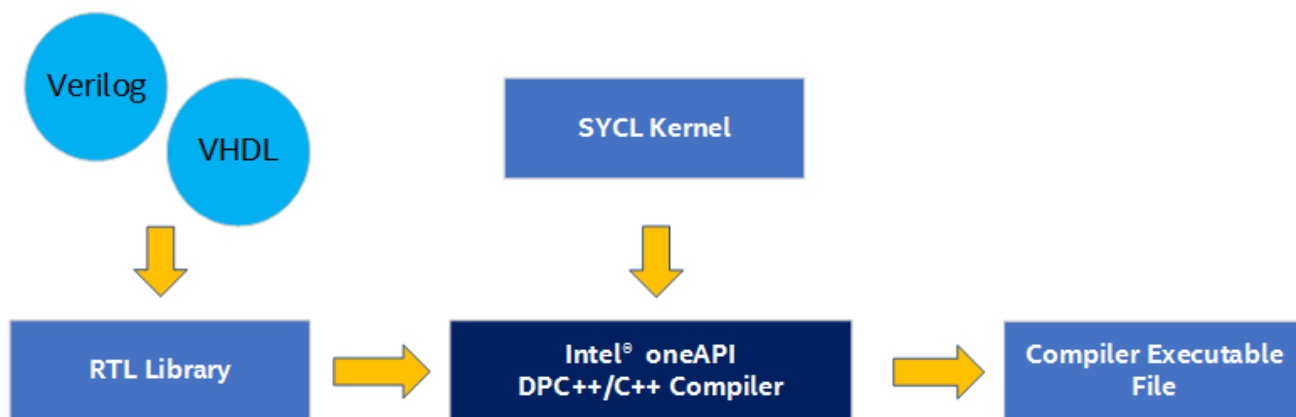 Verilog
VHDL
SYCL Kernel
RTL Library
Intel® oneAPI
DPC++/C++ Compiler
Compiler Executable
File